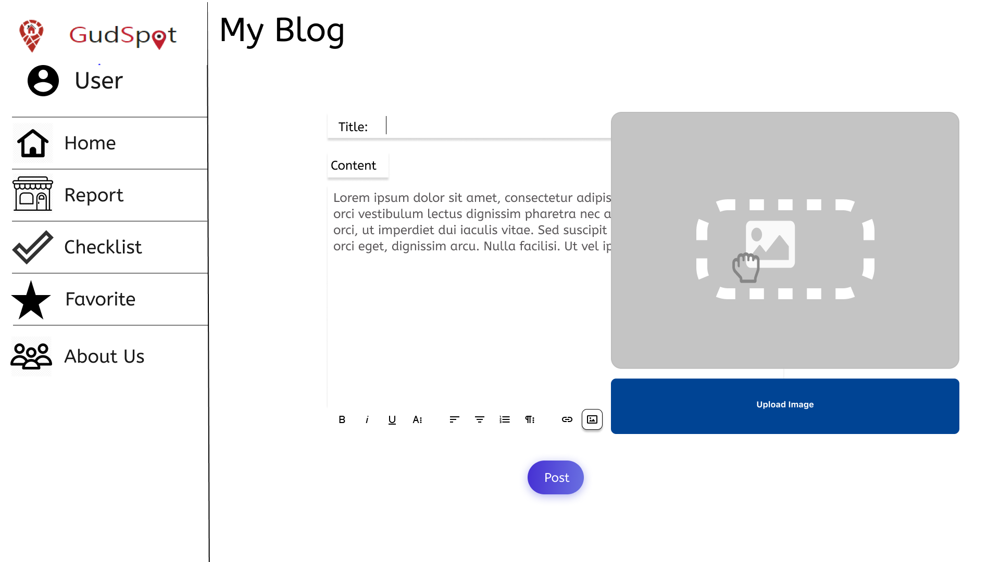 GudSpot
My Blog
User
Home
Report
Checklist
Favorite
About Us
Title:
Content
Lorem ipsum dolor sit amet, consectetur adipis
orci vestibulum lectus dignissim pharetra nec a
orci, ut imperdiet dui iaculis vitae. Sed suscipit
orci eget, dignissim arcu. Nulla facilisi. Ut vel ip
B i U A
Upload Image
Post